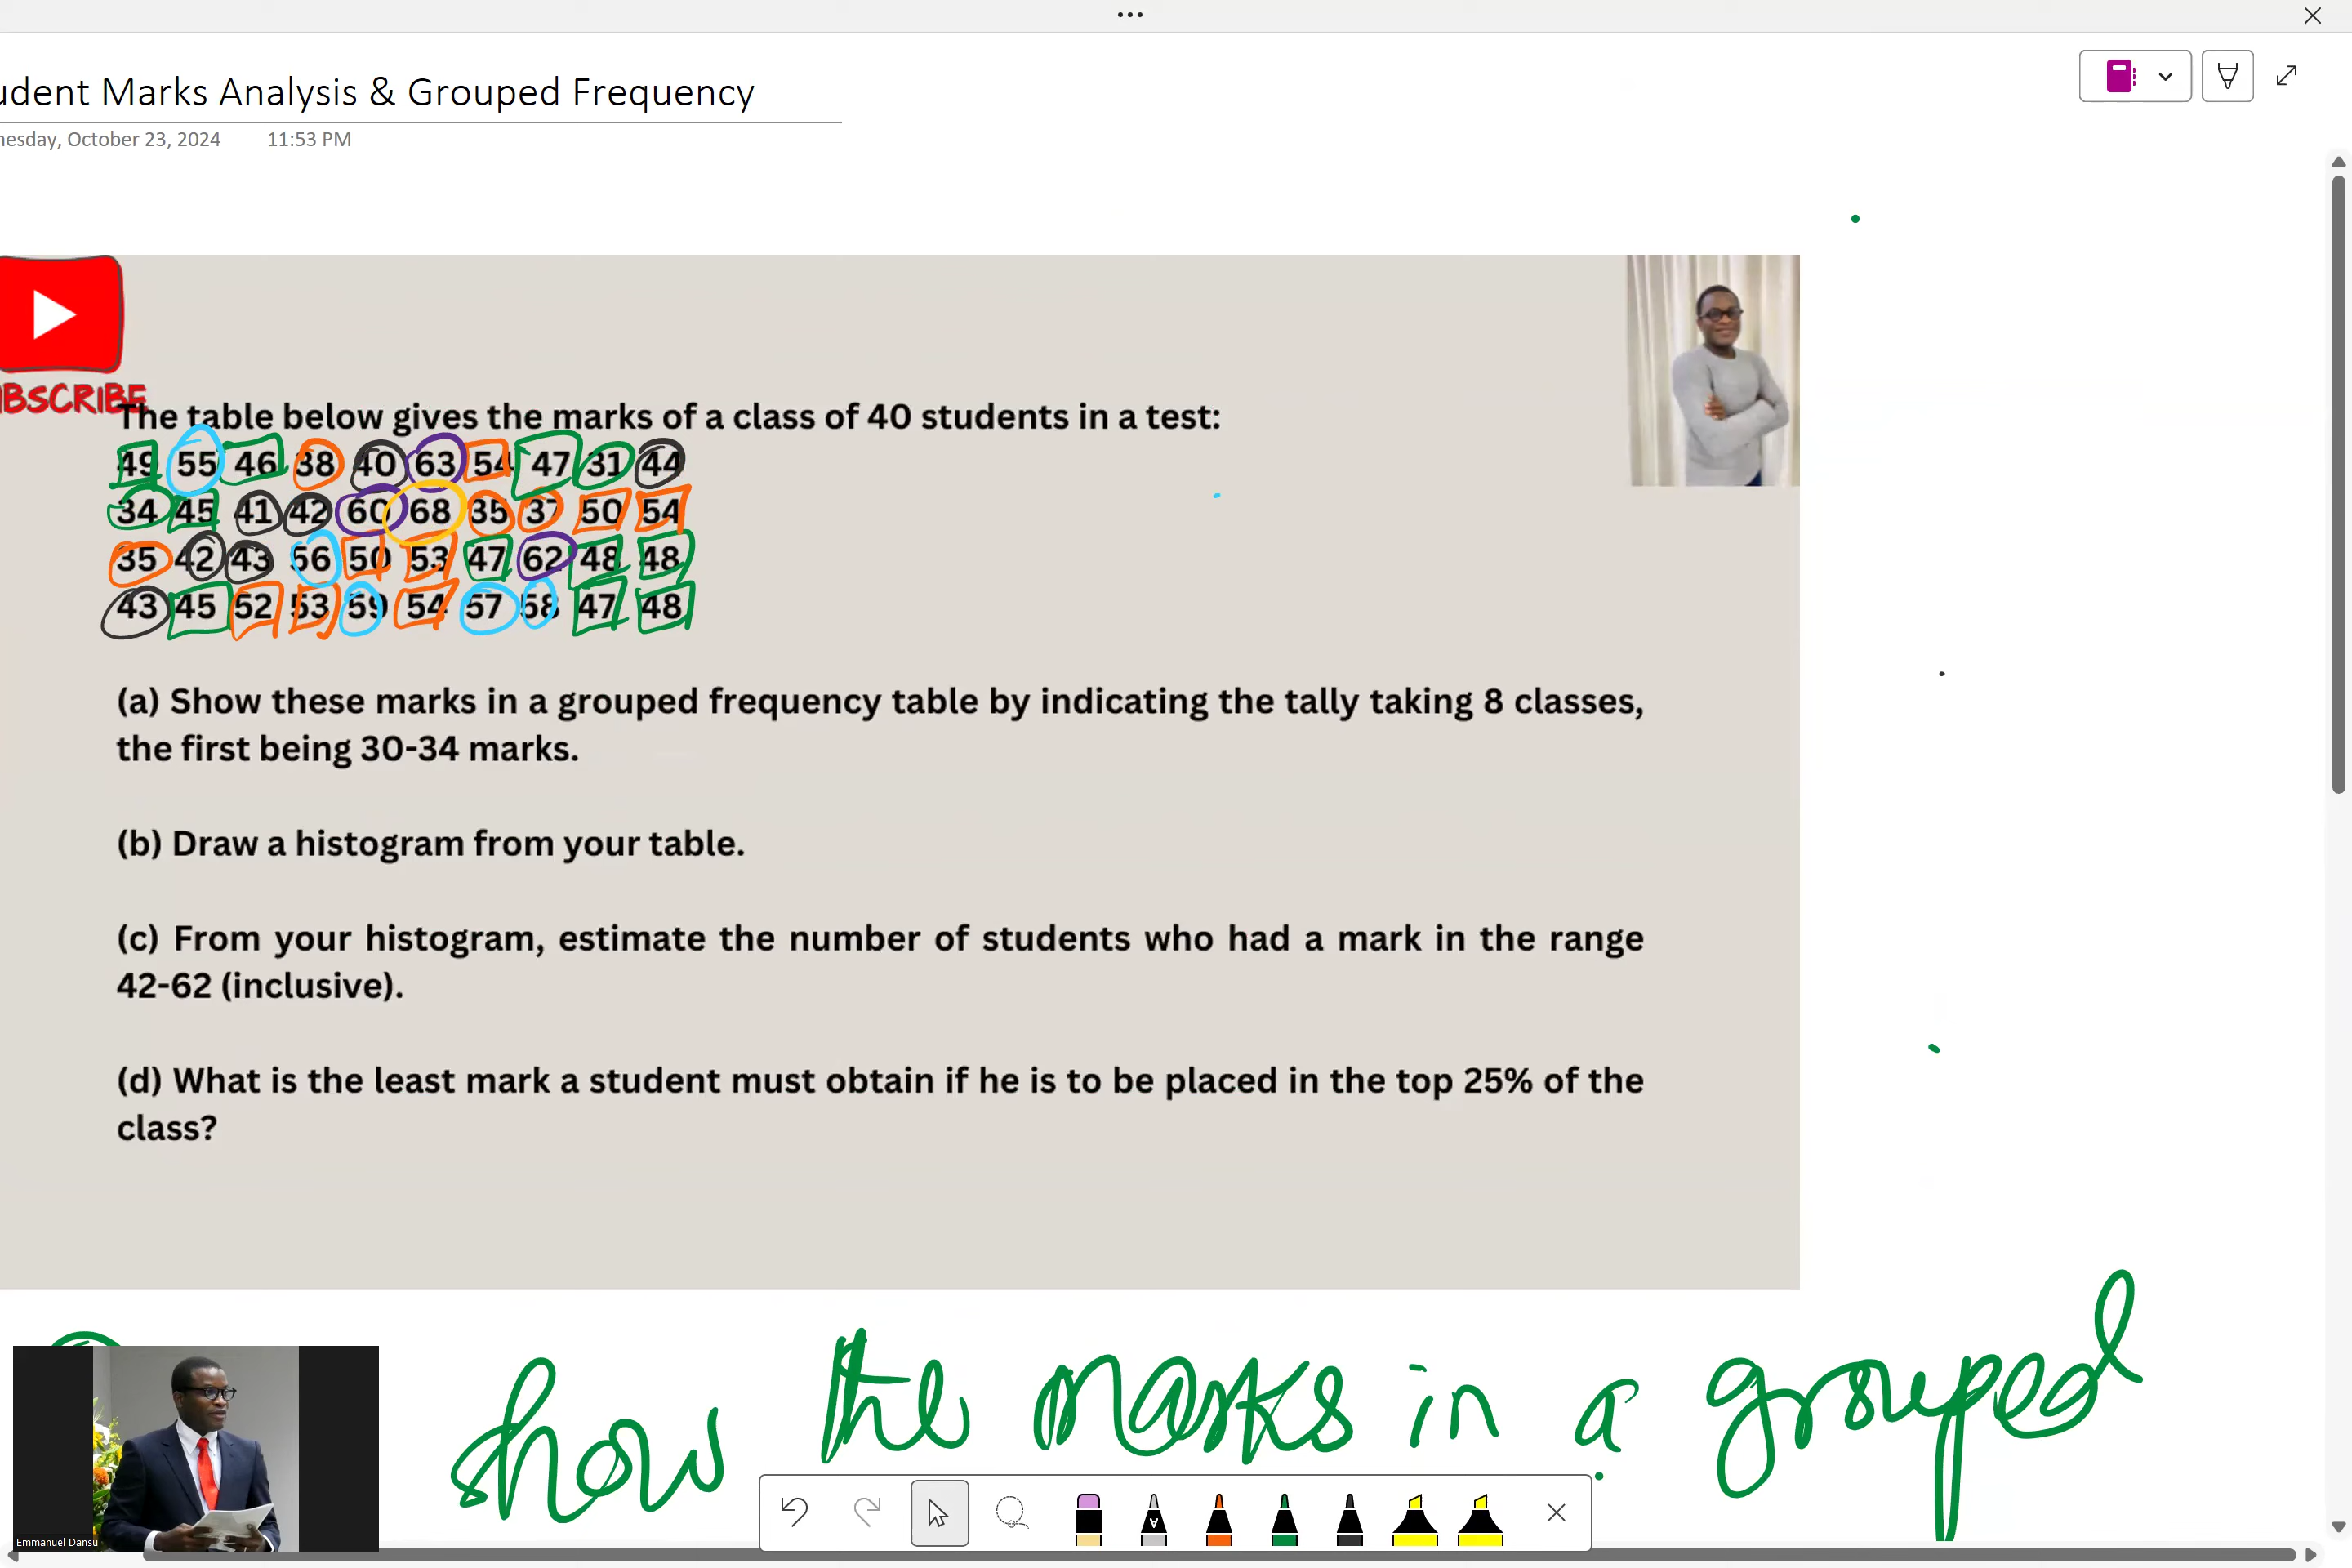 udent Marks Analysis & Grouped Frequency
nesday, October 23, 2024 11:53 PM
BSCRIBE
The table below gives the marks of a class of 40 students in a test:
49 55 46 38 40 63 54 47 31 44
34 45 41 42 60 68 35 37 50 54
35 42 43 56 50 53 47 62 48 48
43 45 52 53 59 54 57 58 47 48
(a) Show these marks in a grouped frequency table by indicating the tally taking 8 classes,
the first being 30-34 marks.
(b) Draw a histogram from your table.
(c) From your histogram, estimate the number of students who had a mark in the range
42-62 (inclusive).
(d) What is the least mark a student must obtain if he is to be placed in the top 25% of the
class?
show the marks in a grouped
Emmanuel Dansu